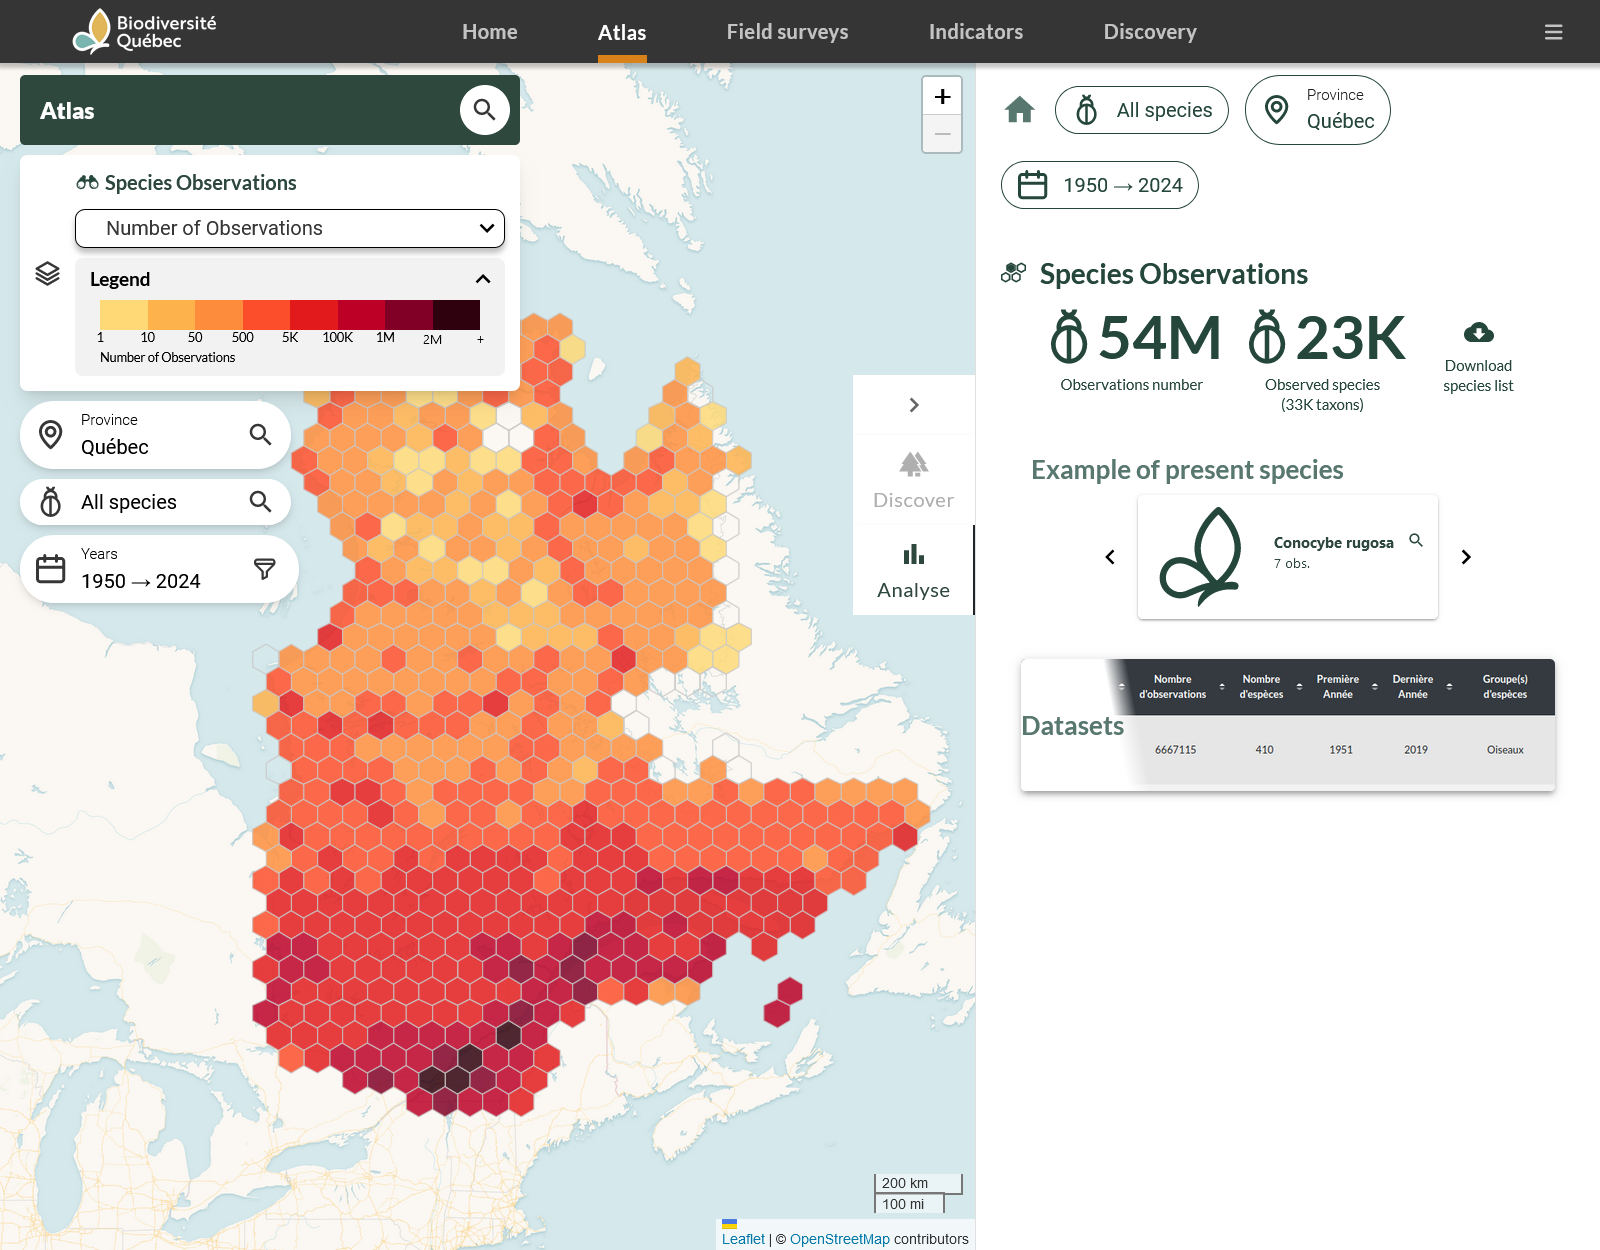 Biodiversité
Québec
Home
Atlas
Field surveys
Indicators
Discovery
Atlas
Species Observations
Number of Observations
Legend
1 10 50 500 5K 100K 1M 2M +
Number of Observations
Province
Québec
All species
Years
1950 → 2024
+
−
Discover
Analyse
200 km
100 mi
Leaflet | © OpenStreetMap contributors
All species
Province
Québec
1950 → 2024
Species Observations
54M
Observations number
23K
Observed species
(33K taxons)
Download
species list
Example of present species
Conocybe rugosa
7 obs.
Datasets
Nombre d'observations
Nombre d'espèces
Première Année
Dernière Année
Groupe(s) d'espèces
6667115 410 1951 2019 Oiseaux